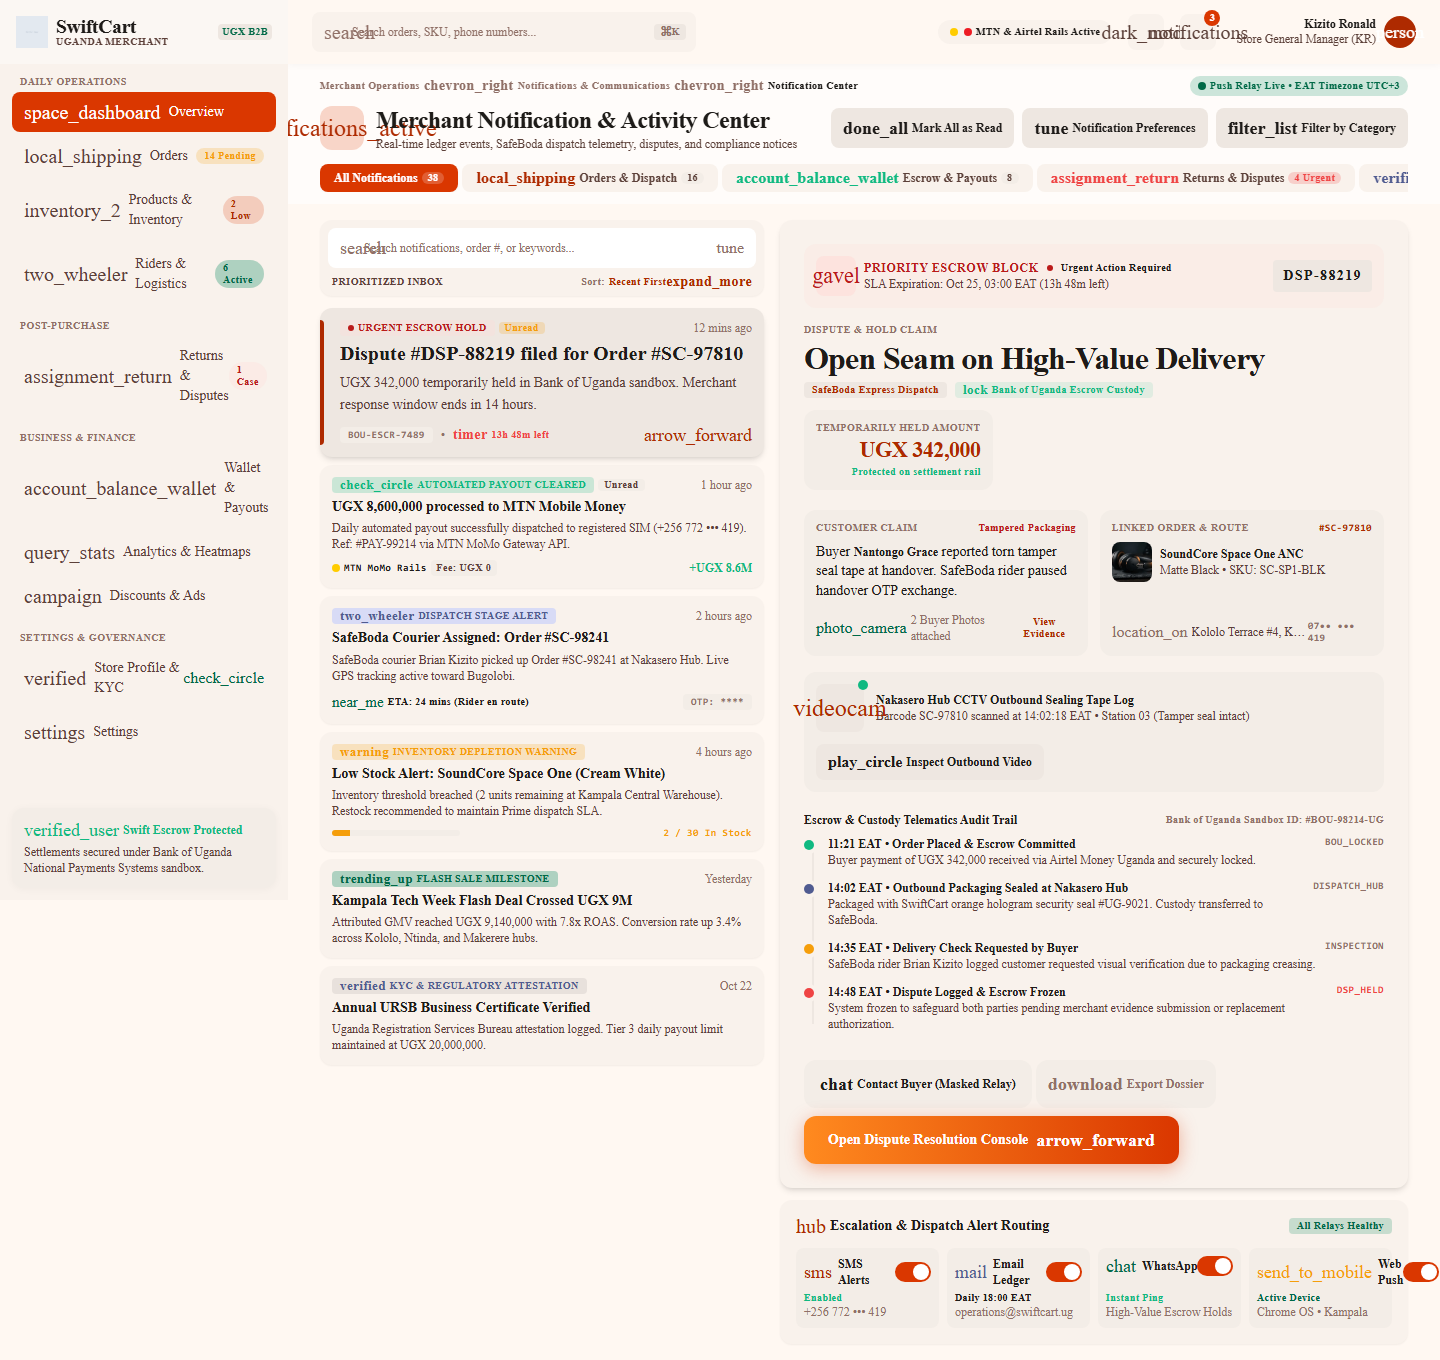 SwiftCart
UGANDA MERCHANT
UGX B2B
search
Search orders, SKU, phone numbers...
⌘K
MTN & Airtel Rails Active
dark_mode
notifications
3
Kizito Ronald
Store General Manager (KR)
DAILY OPERATIONS
space_dashboard Overview
local_shipping Orders 14 Pending
inventory_2 Products & Inventory 2 Low
two_wheeler Riders & Logistics 6 Active
POST-PURCHASE
assignment_return Returns & Disputes 1 Case
BUSINESS & FINANCE
account_balance_wallet Wallet & Payouts
query_stats Analytics & Heatmaps
campaign Discounts & Ads
SETTINGS & GOVERNANCE
verified Store Profile & KYC check_circle
settings Settings
verified_user Swift Escrow Protected
Settlements secured under Bank of Uganda
National Payments Systems sandbox.
Merchant Operations chevron_right Notifications & Communications chevron_right Notification Center
Push Relay Live • EAT Timezone UTC+3
fications_active
Merchant Notification & Activity Center
Real-time ledger events, SafeBoda dispatch telemetry, disputes, and compliance notices
done_all Mark All as Read
tune Notification Preferences
filter_list Filter by Category
All Notifications 38
local_shipping Orders & Dispatch 16
account_balance_wallet Escrow & Payouts 8
assignment_return Returns & Disputes 4 Urgent
verifi
search
Search notifications, order #, or keywords...
tune
PRIORITIZED INBOX
Sort: Recent First expand_more
URGENT ESCROW HOLD Unread 12 mins ago
Dispute #DSP-88219 filed for Order #SC-97810
UGX 342,000 temporarily held in Bank of Uganda sandbox. Merchant
response window ends in 14 hours.
BOU-ESCR-7489 • timer 13h 48m left arrow_forward
check_circle AUTOMATED PAYOUT CLEARED Unread 1 hour ago
UGX 8,600,000 processed to MTN Mobile Money
Daily automated payout successfully dispatched to registered SIM (+256 772 ••• 419).
Ref: #PAY-99214 via MTN MoMo Gateway API.
MTN MoMo Rails Fee: UGX 0 +UGX 8.6M
two_wheeler DISPATCH STAGE ALERT 2 hours ago
SafeBoda Courier Assigned: Order #SC-98241
SafeBoda courier Brian Kizito picked up Order #SC-98241 at Nakasero Hub. Live
GPS tracking active toward Bugolobi.
near_me ETA: 24 mins (Rider en route) OTP: ****
warning INVENTORY DEPLETION WARNING 4 hours ago
Low Stock Alert: SoundCore Space One (Cream White)
Inventory threshold breached (2 units remaining at Kampala Central Warehouse).
Restock recommended to maintain Prime dispatch SLA.
2 / 30 In Stock
trending_up FLASH SALE MILESTONE Yesterday
Kampala Tech Week Flash Deal Crossed UGX 9M
Attributed GMV reached UGX 9,140,000 with 7.8x ROAS. Conversion rate up 3.4%
across Kololo, Ntinda, and Makerere hubs.
verified KYC & REGULATORY ATTESTATION Oct 22
Annual URSB Business Certificate Verified
Uganda Registration Services Bureau attestation logged. Tier 3 daily payout limit
maintained at UGX 20,000,000.
gavel PRIORITY ESCROW BLOCK • Urgent Action Required
SLA Expiration: Oct 25, 03:00 EAT (13h 48m left)
DSP-88219
DISPUTE & HOLD CLAIM
Open Seam on High-Value Delivery
SafeBoda Express Dispatch lock Bank of Uganda Escrow Custody
TEMPORARILY HELD AMOUNT
UGX 342,000
Protected on settlement rail
CUSTOMER CLAIM Tampered Packaging
Buyer Nantongo Grace reported torn tamper
seal tape at handover. SafeBoda rider paused
handover OTP exchange.
photo_camera 2 Buyer Photos attached View Evidence
LINKED ORDER & ROUTE #SC-97810
SoundCore Space One ANC
Matte Black • SKU: SC-SP1-BLK
location_on Kololo Terrace #4, K... 07•• ••• 419
videocam
Nakasero Hub CCTV Outbound Sealing Tape Log
Barcode SC-97810 scanned at 14:02:18 EAT • Station 03 (Tamper seal intact)
play_circle Inspect Outbound Video
Escrow & Custody Telematics Audit Trail
Bank of Uganda Sandbox ID: #BOU-98214-UG
11:21 EAT • Order Placed & Escrow Committed BOU_LOCKED
Buyer payment of UGX 342,000 received via Airtel Money Uganda and securely locked.
14:02 EAT • Outbound Packaging Sealed at Nakasero Hub DISPATCH_HUB
Packaged with SwiftCart orange hologram security seal #UG-9021. Custody transferred to
SafeBoda.
14:35 EAT • Delivery Check Requested by Buyer INSPECTION
SafeBoda rider Brian Kizito logged customer requested visual verification due to packaging creasing.
14:48 EAT • Dispute Logged & Escrow Frozen DSP_HELD
System frozen to safeguard both parties pending merchant evidence submission or replacement
authorization.
chat Contact Buyer (Masked Relay)
download Export Dossier
Open Dispute Resolution Console arrow_forward
hub Escalation & Dispatch Alert Routing
All Relays Healthy
sms SMS Alerts
Enabled
+256 772 ••• 419
mail Email Ledger
Daily 18:00 EAT
operations@swiftcart.ug
chat WhatsApp
Instant Ping
High-Value Escrow Holds
send_to_mobile Web Push
Active Device
Chrome OS • Kampala